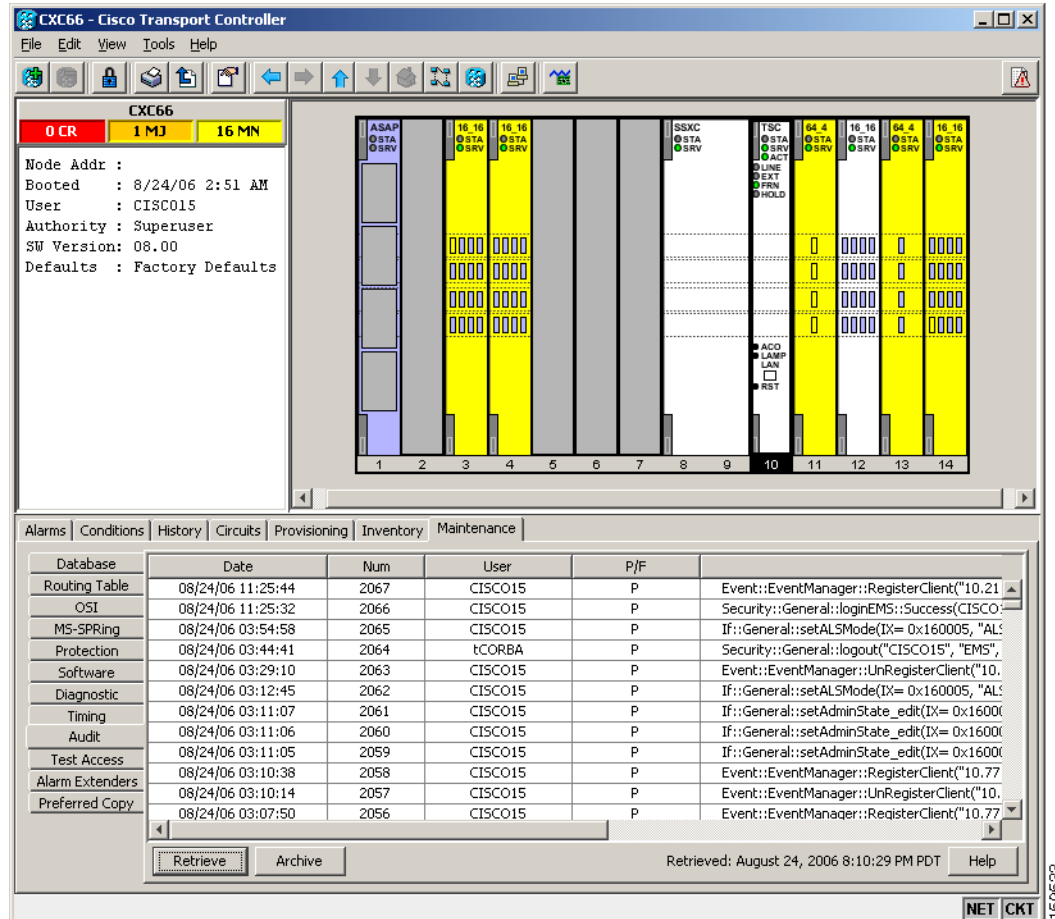 CXC66 - Cisco Transport Controller
File Edit View Tools Help
CXC66
0 CR 1 MJ 16 MN
Node Addr :
Booted : 8/24/06 2:51 AM
User : CISCO15
Authority : Superuser
SW Version: 08.00
Defaults : Factory Defaults
ASAP 16_16 16_16 SSXC TSC 64_4 16_16 64_4 16_16
STA STA STA STA STA STA STA STA STA
SRV SRV SRV SRV SRV SRV SRV SRV SRV
ACT
LINE
EXT
FRN
HOLD
ACO
LAMP
LAN
RST
1 2 3 4 5 6 7 8 9 10 11 12 13 14
Alarms Conditions History Circuits Provisioning Inventory Maintenance
Database
Routing Table
OSI
MS-SPRing
Protection
Software
Diagnostic
Timing
Audit
Test Access
Alarm Extenders
Preferred Copy
Date Num User P/F
08/24/06 11:25:44 2067 CISCO15 P Event::EventManager::RegisterClient("10.21
08/24/06 11:25:32 2066 CISCO15 P Security::General::loginEMS::Success(CISCO
08/24/06 03:54:58 2065 CISCO15 P If::General::setALSMode(IX= 0x160005, "ALS
08/24/06 03:44:41 2064 tCORBA P Security::General::logout("CISCO15", "EMS",
08/24/06 03:29:10 2063 CISCO15 P Event::EventManager::UnRegisterClient("10.
08/24/06 03:12:45 2062 CISCO15 P If::General::setALSMode(IX= 0x160005, "ALS
08/24/06 03:11:07 2061 CISCO15 P If::General::setAdminState_edit(IX= 0x1600
08/24/06 03:11:06 2060 CISCO15 P If::General::setAdminState_edit(IX= 0x1600
08/24/06 03:11:05 2059 CISCO15 P If::General::setAdminState_edit(IX= 0x1600
08/24/06 03:10:38 2058 CISCO15 P Event::EventManager::RegisterClient("10.77
08/24/06 03:10:14 2057 CISCO15 P Event::EventManager::UnRegisterClient("10.
08/24/06 03:07:50 2056 CISCO15 P Event::EventManager::RegisterClient("10.77
Retrieve Archive Retrieved: August 24, 2006 8:10:29 PM PDT Help
NET CKT